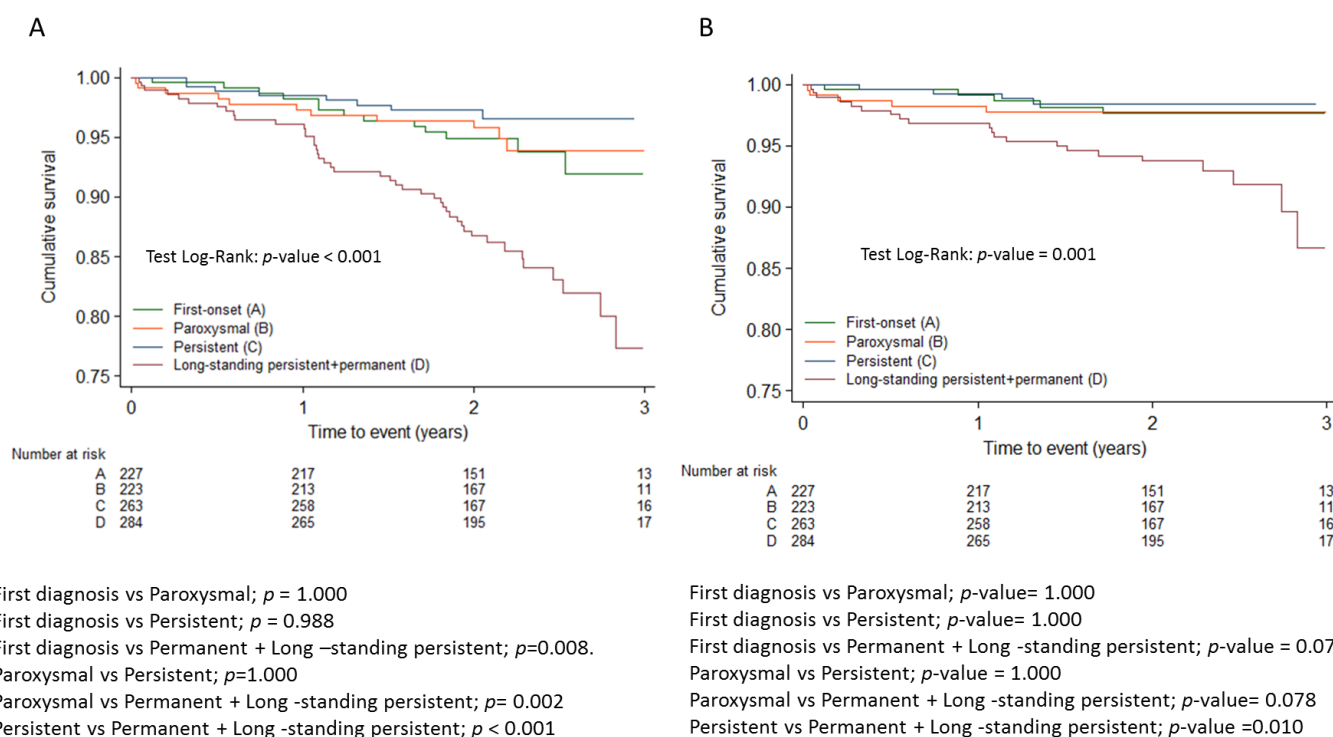 A
1.00
0.95
0.90
0.85
0.80
0.75
Cumulative survival
Test Log-Rank: p-value < 0.001
First-onset (A)
Paroxysmal (B)
Persistent (C)
Long-standing persistent+permanent (D)
0 1 2 3
Time to event (years)
Number at risk
A 227 217 151 13
B 223 213 167 11
C 263 258 167 16
D 284 265 195 17
First diagnosis vs Paroxysmal; p = 1.000
First diagnosis vs Persistent; p = 0.988
First diagnosis vs Permanent + Long –standing persistent; p=0.008.
Paroxysmal vs Persistent; p=1.000
Paroxysmal vs Permanent + Long -standing persistent; p= 0.002
Persistent vs Permanent + Long -standing persistent; p < 0.001
B
1.00
0.95
0.90
0.85
0.80
0.75
Cumulative survival
Test Log-Rank: p-value = 0.001
First-onset (A)
Paroxysmal (B)
Persistent (C)
Long-standing persistent+permanent (D)
0 1 2 3
Time to event (years)
Number at risk
A 227 217 151 13
B 223 213 167 11
C 263 258 167 16
D 284 265 195 17
First diagnosis vs Paroxysmal; p-value= 1.000
First diagnosis vs Persistent; p-value= 1.000
First diagnosis vs Permanent + Long -standing persistent; p-value = 0.07
Paroxysmal vs Persistent; p-value = 1.000
Paroxysmal vs Permanent + Long -standing persistent; p-value= 0.078
Persistent vs Permanent + Long -standing persistent; p-value =0.010